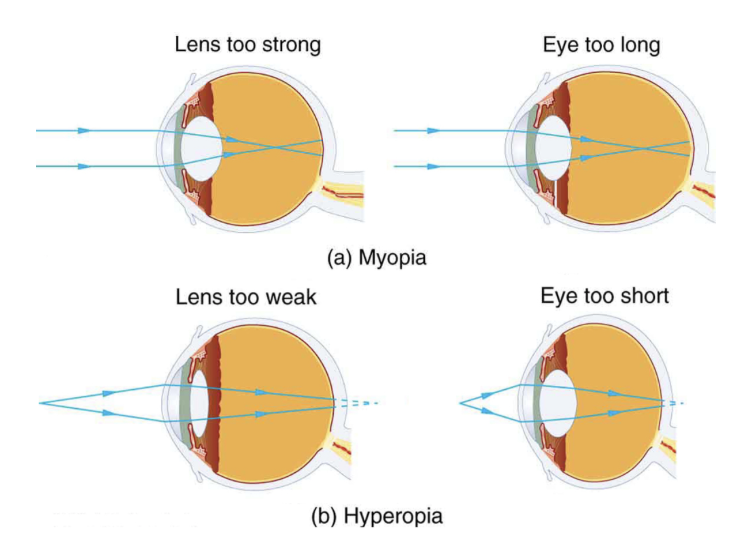 Lens too strong
Eye too long
(a) Myopia
Lens too weak
Eye too short
(b) Hyperopia